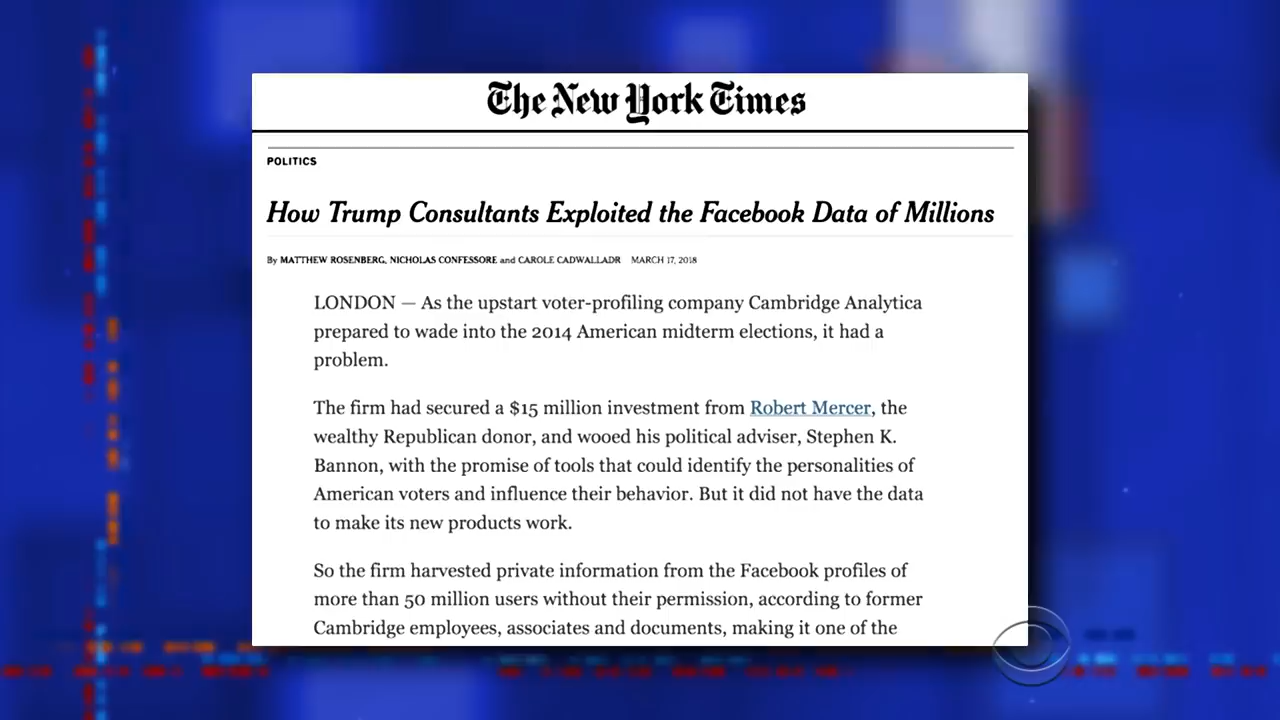 The New York Times
POLITICS
How Trump Consultants Exploited the Facebook Data of Millions
By MATTHEW ROSENBERG, NICHOLAS CONFESSORE and CAROLE CADWALLADR MARCH 17, 2018
LONDON — As the upstart voter-profiling company Cambridge Analytica
prepared to wade into the 2014 American midterm elections, it had a
problem.
The firm had secured a $15 million investment from Robert Mercer, the
wealthy Republican donor, and wooed his political adviser, Stephen K.
Bannon, with the promise of tools that could identify the personalities of
American voters and influence their behavior. But it did not have the data
to make its new products work.
So the firm harvested private information from the Facebook profiles of
more than 50 million users without their permission, according to former
Cambridge employees, associates and documents, making it one of the